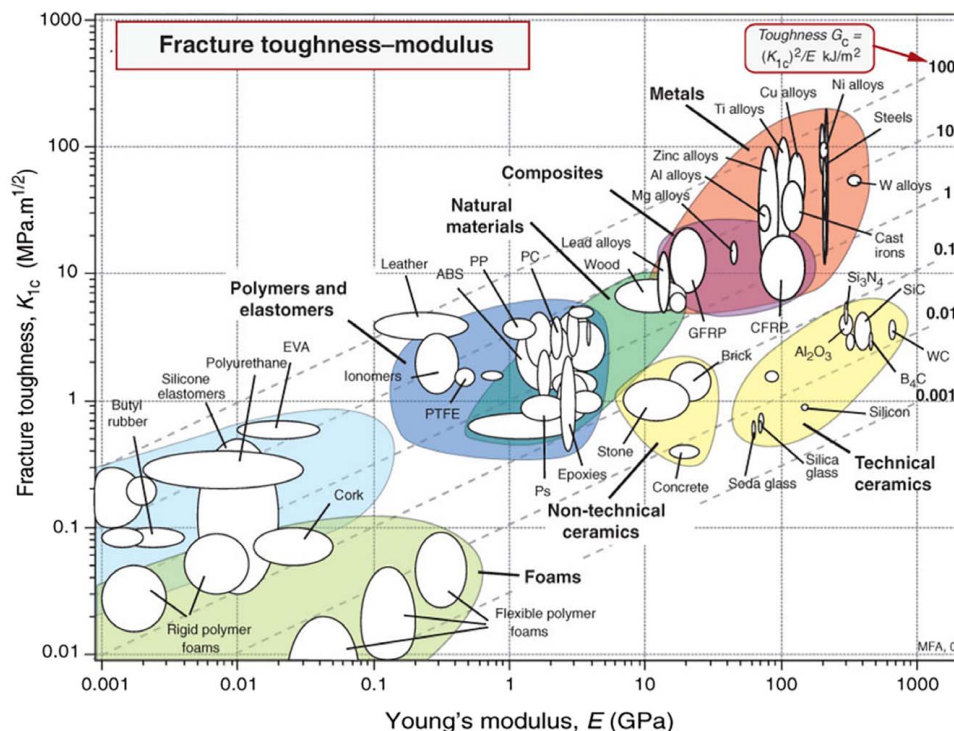 1000
100
10
1
0.1
0.01
Fracture toughness, K1c (MPa.m1/2)
Fracture toughness–modulus
Toughness Gc =
(K1c)2/E kJ/m2
100
10
1
0.1
0.01
0.001
Metals
Ti alloys
Cu alloys
Ni alloys
Steels
Zinc alloys
Al alloys
Mg alloys
W alloys
Cast
irons
Composites
Natural
materials
Lead alloys
Wood
GFRP
CFRP
Polymers and
elastomers
Leather
ABS
PP
PC
Ionomers
PTFE
Ps
Epoxies
EVA
Polyurethane
Silicone
elastomers
Butyl
rubber
Cork
Brick
Stone
Concrete
Non-technical
ceramics
Si3N4
SiC
Al2O3
WC
B4C
Silicon
Silica
glass
Soda glass
Technical
ceramics
Foams
Flexible polymer
foams
Rigid polymer
foams
MFA, 0
0.001
0.01
0.1
1
10
100
1000
Young's modulus, E (GPa)